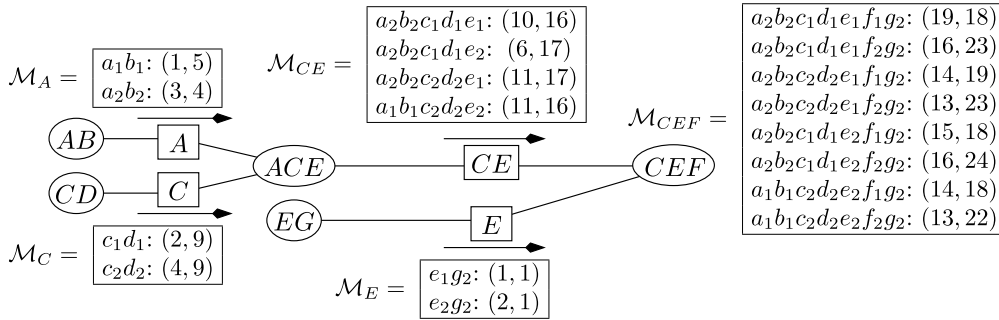 M_A =
a₁b₁: (1, 5)
a₂b₂: (3, 4)
M_CE =
a₂b₂c₁d₁e₁: (10, 16)
a₂b₂c₁d₁e₂: (6, 17)
a₂b₂c₂d₂e₁: (11, 17)
a₁b₁c₂d₂e₂: (11, 16)
M_CEF =
a₂b₂c₁d₁e₁f₁g₂: (19, 18)
a₂b₂c₁d₁e₁f₂g₂: (16, 23)
a₂b₂c₂d₂e₁f₁g₂: (14, 19)
a₂b₂c₂d₂e₁f₂g₂: (13, 23)
a₂b₂c₁d₁e₂f₁g₂: (15, 18)
a₂b₂c₁d₁e₂f₂g₂: (16, 24)
a₁b₁c₂d₂e₂f₁g₂: (14, 18)
a₁b₁c₂d₂e₂f₂g₂: (13, 22)
AB
A
CD
C
ACE
CE
CEF
EG
E
M_C =
c₁d₁: (2, 9)
c₂d₂: (4, 9)
M_E =
e₁g₂: (1, 1)
e₂g₂: (2, 1)